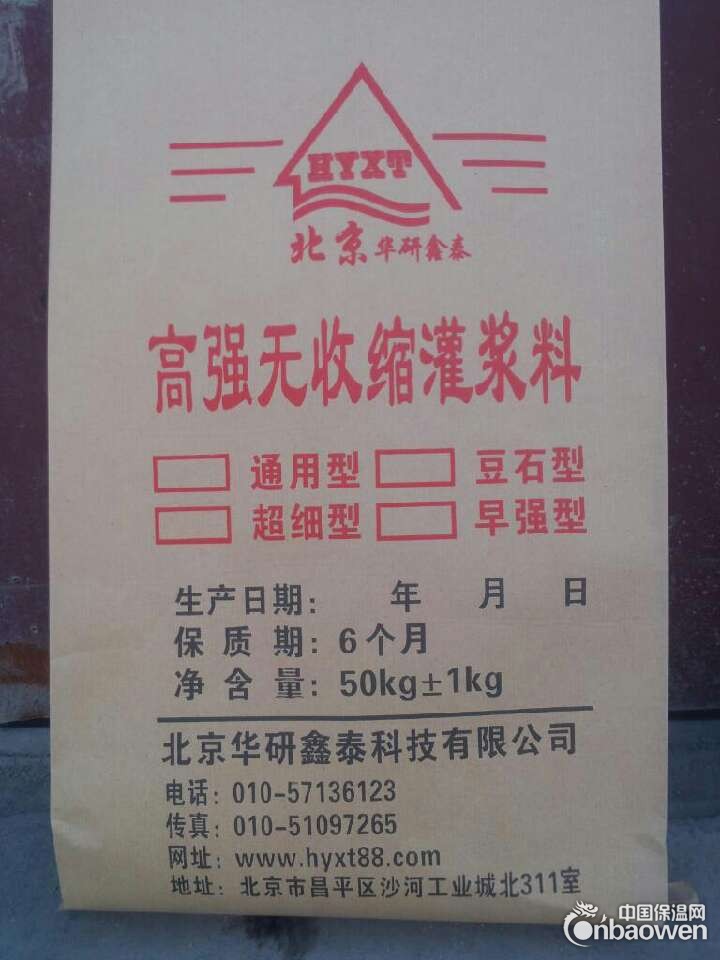 HYXT
北京华研鑫泰
高强无收缩灌浆料
通用型 豆石型
超细型 早强型
生产日期： 年 月 日
保质期：6个月
净含量：50kg±1kg
北京华研鑫泰科技有限公司
电话：010-57136123
传真：010-51097265
网址：www.hyxt88.com
地址：北京市昌平区沙河工业城北311室
中国保温网
cnbaowen